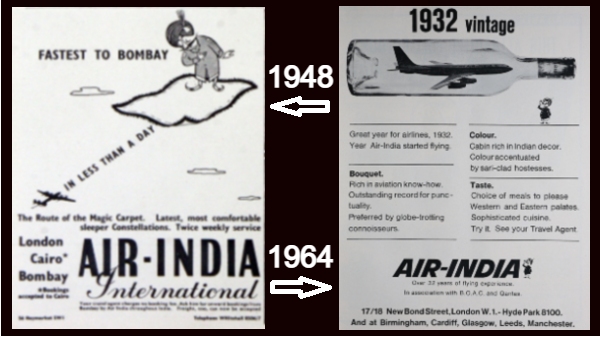 FASTEST TO BOMBAY
IN LESS THAN A DAY
The Route of the Magic Carpet. Latest, most comfortable
sleeper Constellations. Twice weekly service
London
Cairo*
Bombay
*Bookings
accepted to Cairo
AIR-INDIA
International
1948
1964
1932 vintage
Great year for airlines, 1932.
Year Air-India started flying.
Bouquet.
Rich in aviation know-how.
Outstanding record for punc-
tuality.
Preferred by globe-trotting
connoisseurs.
Colour.
Cabin rich in Indian decor.
Colour accentuated
by sari-clad hostesses.
Taste.
Choice of meals to please
Western and Eastern palates.
Sophisticated cuisine.
Try it. See your Travel Agent
AIR-INDIA
Over 32 years of flying experience.
In association with B.O.A.C. and Qantas.
17/18 New Bond Street, London W.1.- Hyde Park 8100.
And at Birmingham, Cardiff, Glasgow, Leeds, Manchester.